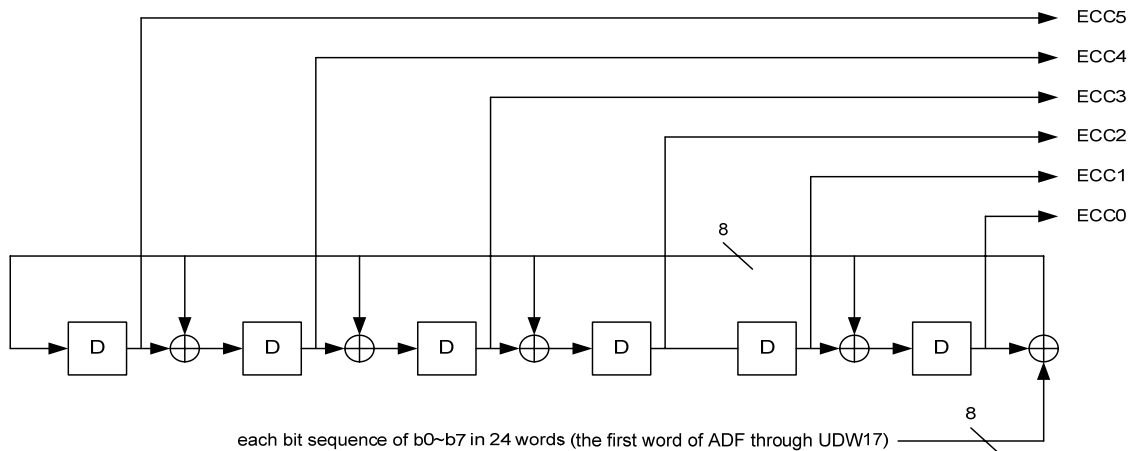 ECC5
ECC4
ECC3
ECC2
ECC1
ECC0
8
D
D
D
D
D
D
8
each bit sequence of b0~b7 in 24 words (the first word of ADF through UDW17)